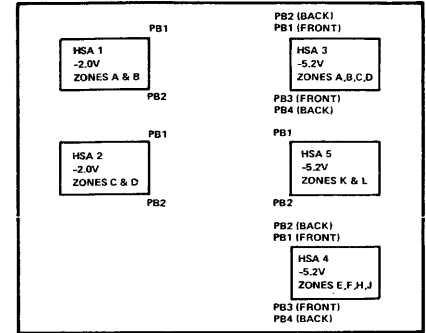 PB1
HSA 1
-2.0V
ZONES A & B
PB2
PB2 (BACK)
PB1 (FRONT)
HSA 3
-5.2V
ZONES A,B,C,D
PB3 (FRONT)
PB4 (BACK)
PB1
HSA 2
-2.0V
ZONES C & D
PB2
PB1
HSA 5
-5.2V
ZONES K & L
PB2
PB2 (BACK)
PB1 (FRONT)
HSA 4
-5.2V
ZONES E,F,H,J
PB3 (FRONT)
PB4 (BACK)